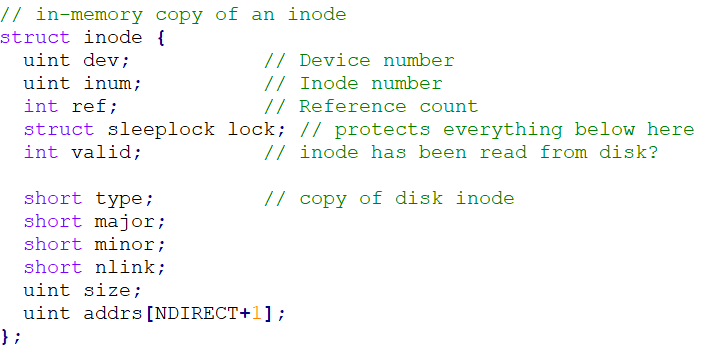 // in-memory copy of an inode
struct inode {
  uint dev;           // Device number
  uint inum;          // Inode number
  int ref;            // Reference count
  struct sleeplock lock; // protects everything below here
  int valid;          // inode has been read from disk?

  short type;         // copy of disk inode
  short major;
  short minor;
  short nlink;
  uint size;
  uint addrs[NDIRECT+1];
};